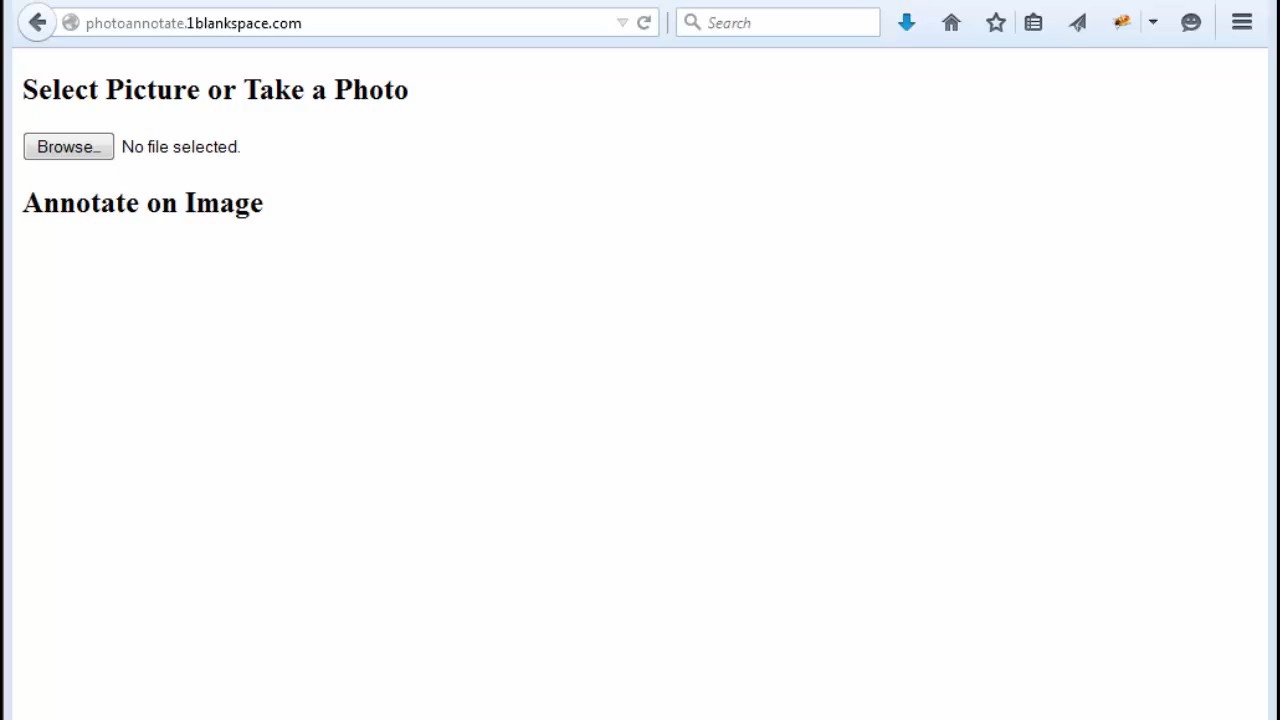 photoannotate.1blankspace.com
Search
Select Picture or Take a Photo
Browse... No file selected.
Annotate on Image